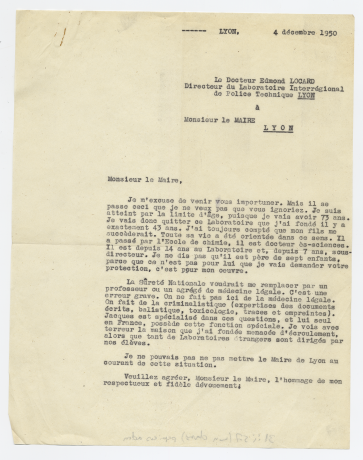 ------ LYON, 4 décembre 1950
Le Docteur Edmond LOCARD
Directeur du Laboratoire Interrégional
de Police Technique LYON
à
Monsieur le MAIRE
LYON
Monsieur le Maire,
Je m'excuse de venir vous importuner. Mais il se
passe ceci que je ne veux pas que vous ignoriez. Je suis
atteint par la limite d'âge, puisque je vais avoir 73 ans.
Je vais donc quitter ce Laboratoire que j'ai fondé il y a
exactement 43 ans. J'ai toujours compté que mon fils me
succèderait. Toute sa vie a été orientée dans ce sens. Il
a passé par l'Ecole de chimie, il est docteur ès-sciences.
Il est depuis 14 ans au Laboratoire et, depuis 7 ans, sous-
directeur. Je ne dis pas qu'il est père de sept enfants,
parce que ce n'est pas pour lui que je vais demander votre
protection, c'est pour mon oeuvre.
La Sûreté Nationale voudrait me remplacer par un
professeur ou un agrégé de médecine légale. C'est une
erreur grave. On ne fait pas ici de la médecine légale.
On fait de la criminalistique (expertises des documents
écrits, balistique, toxicologie, traces et empreintes).
Jacques est spécialisé dans ces questions, et lui seul
en France, possède cette fonction spéciale. Je vois avec
terreur la maison que j'ai fondée menacée d'écroulement,
alors que tant de Laboratoires étrangers sont dirigés par
mes élèves.
Je ne pouvais pas ne pas mettre le Maire de Lyon au
courant de cette situation.
Veuillez agréer, Monsieur le Maire, l'hommage de mon
respectueux et fidèle dévouement;